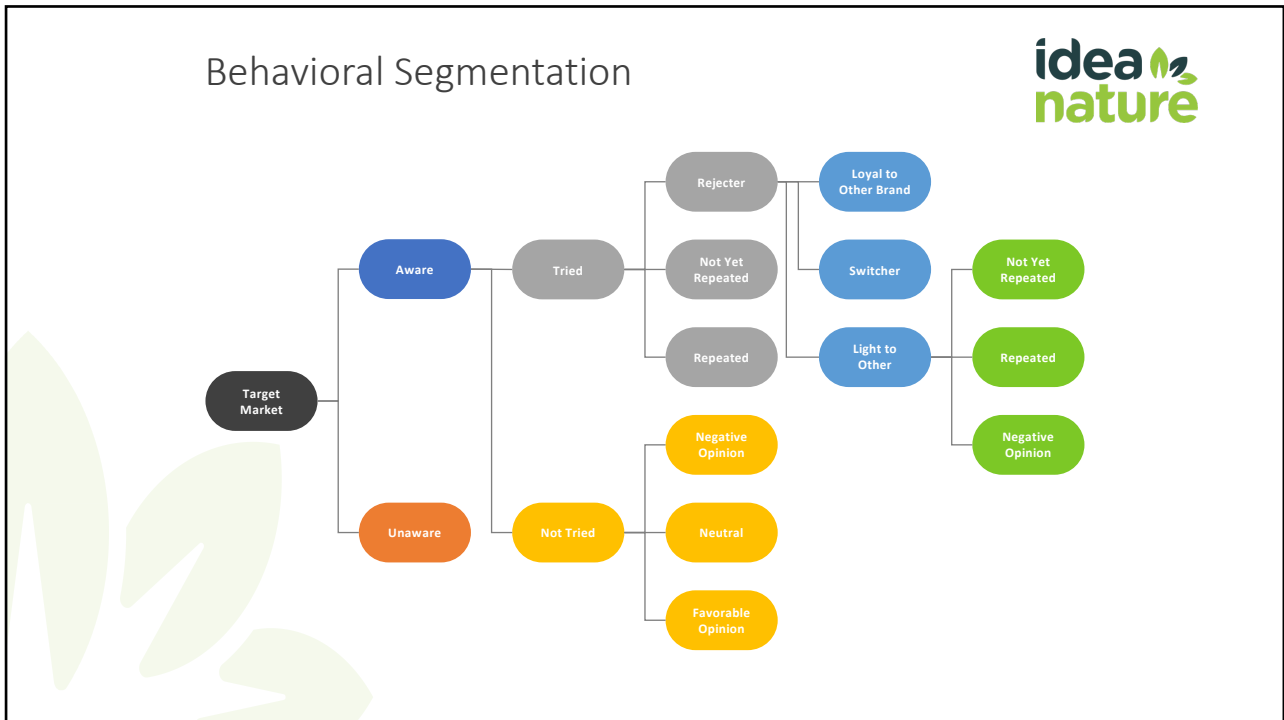 Behavioral Segmentation
idea
nature
Rejecter
Loyal to
Other Brand
Aware
Tried
Not Yet
Repeated
Switcher
Not Yet
Repeated
Repeated
Light to
Other
Repeated
Target
Market
Negative
Opinion
Negative
Opinion
Unaware
Not Tried
Neutral
Favorable
Opinion